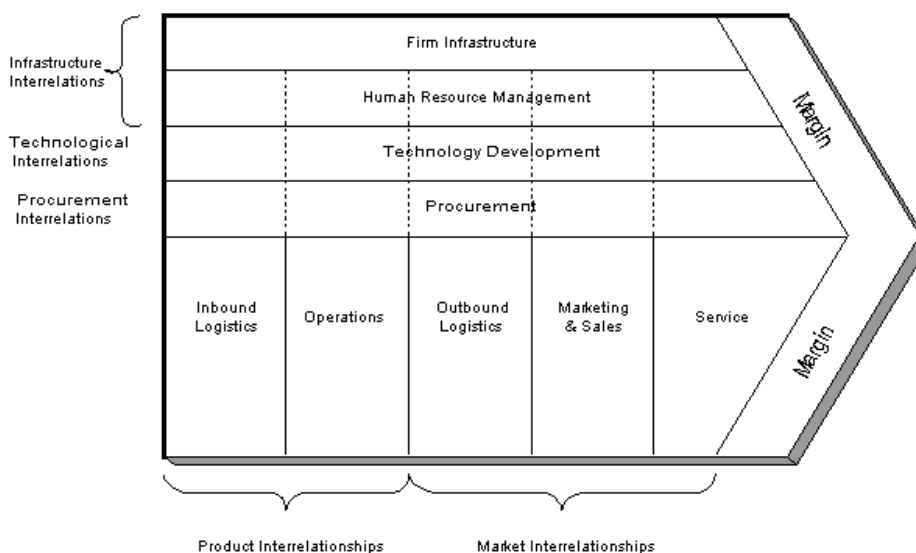 Firm Infrastructure
Infrastructure
Interrelations
Human Resource Management
Margin
Technological
Interrelations
Technology Development
Procurement
Interrelations
Procurement
Inbound
Logistics
Operations
Outbound
Logistics
Marketing
& Sales
Service
Margin
Product Interrelationships
Market Interrelationships